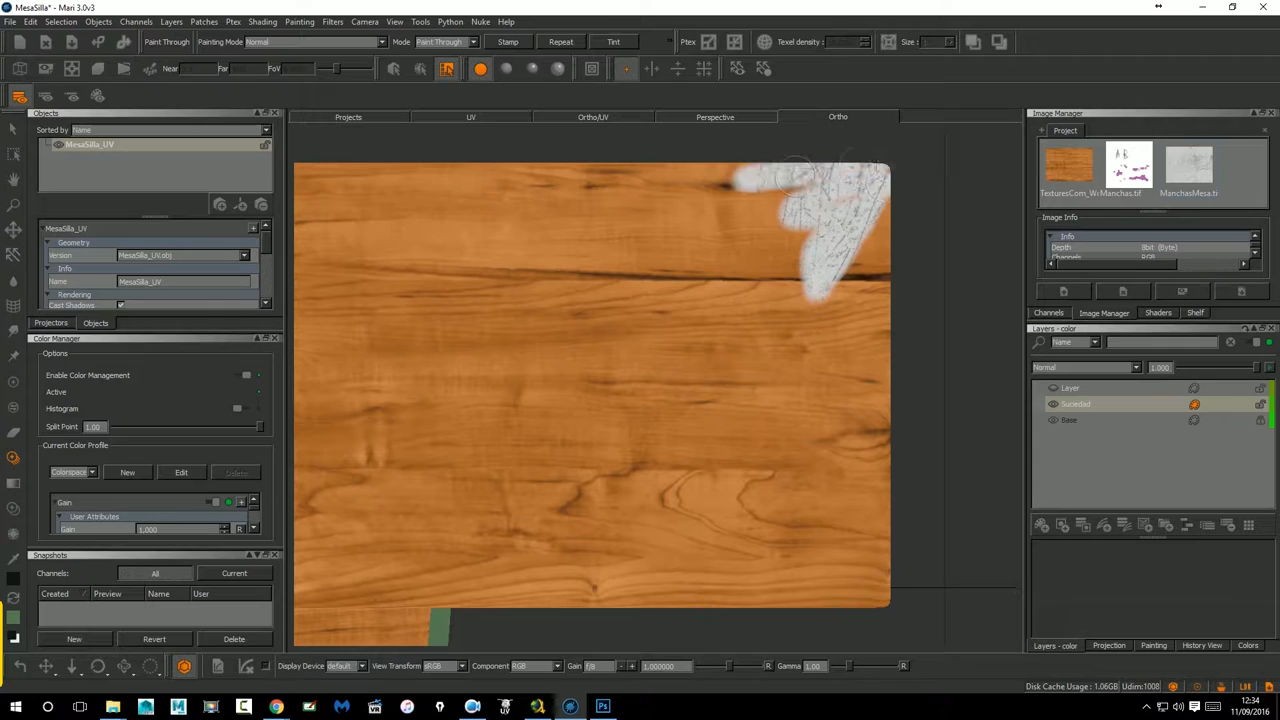 MesaSilla* - Mari 3.0v3
File Edit Selection Objects Channels Layers Patches Ptex Shading Painting Filters Camera View Tools Python Nuke Help
Paint Through Painting Mode Normal Mode Paint Through Stamp Repeat Tint Ptex Texel density: Size:
Near Far FoV
Objects
Sorted by Name
MesaSilla_UV
MesaSilla_UV
Geometry
Version MesaSilla_UV.obj
Info
Name MesaSilla_UV
Rendering
Cast Shadows
Projectors Objects
Color Manager
Options
Enable Color Management
Active
Histogram
Split Point 1.00
Current Color Profile
Colorspace New Edit Delete
Gain
User Attributes
Gain 1.000
Snapshots
Channels: All Current
Created Preview Name User
New Revert Delete
Projects UV Ortho/UV Perspective Ortho
Image Manager
Project
TexturesCom_Wo Manchas.tif ManchasMesa.ti
Image Info
Info
Depth 8bit (Byte)
Channels RGB
Channels Image Manager Shaders Shelf
Layers - color
Name
Normal 1.000
Layer
Suciedad
Base
Layers - color Projection Painting History View Colors
Display Device default View Transform sRGB Component RGB Gain f/8 1.000000 R Gamma 1.00 R
Disk Cache Usage : 1.06GB Udim:1008
12:34
11/09/2016